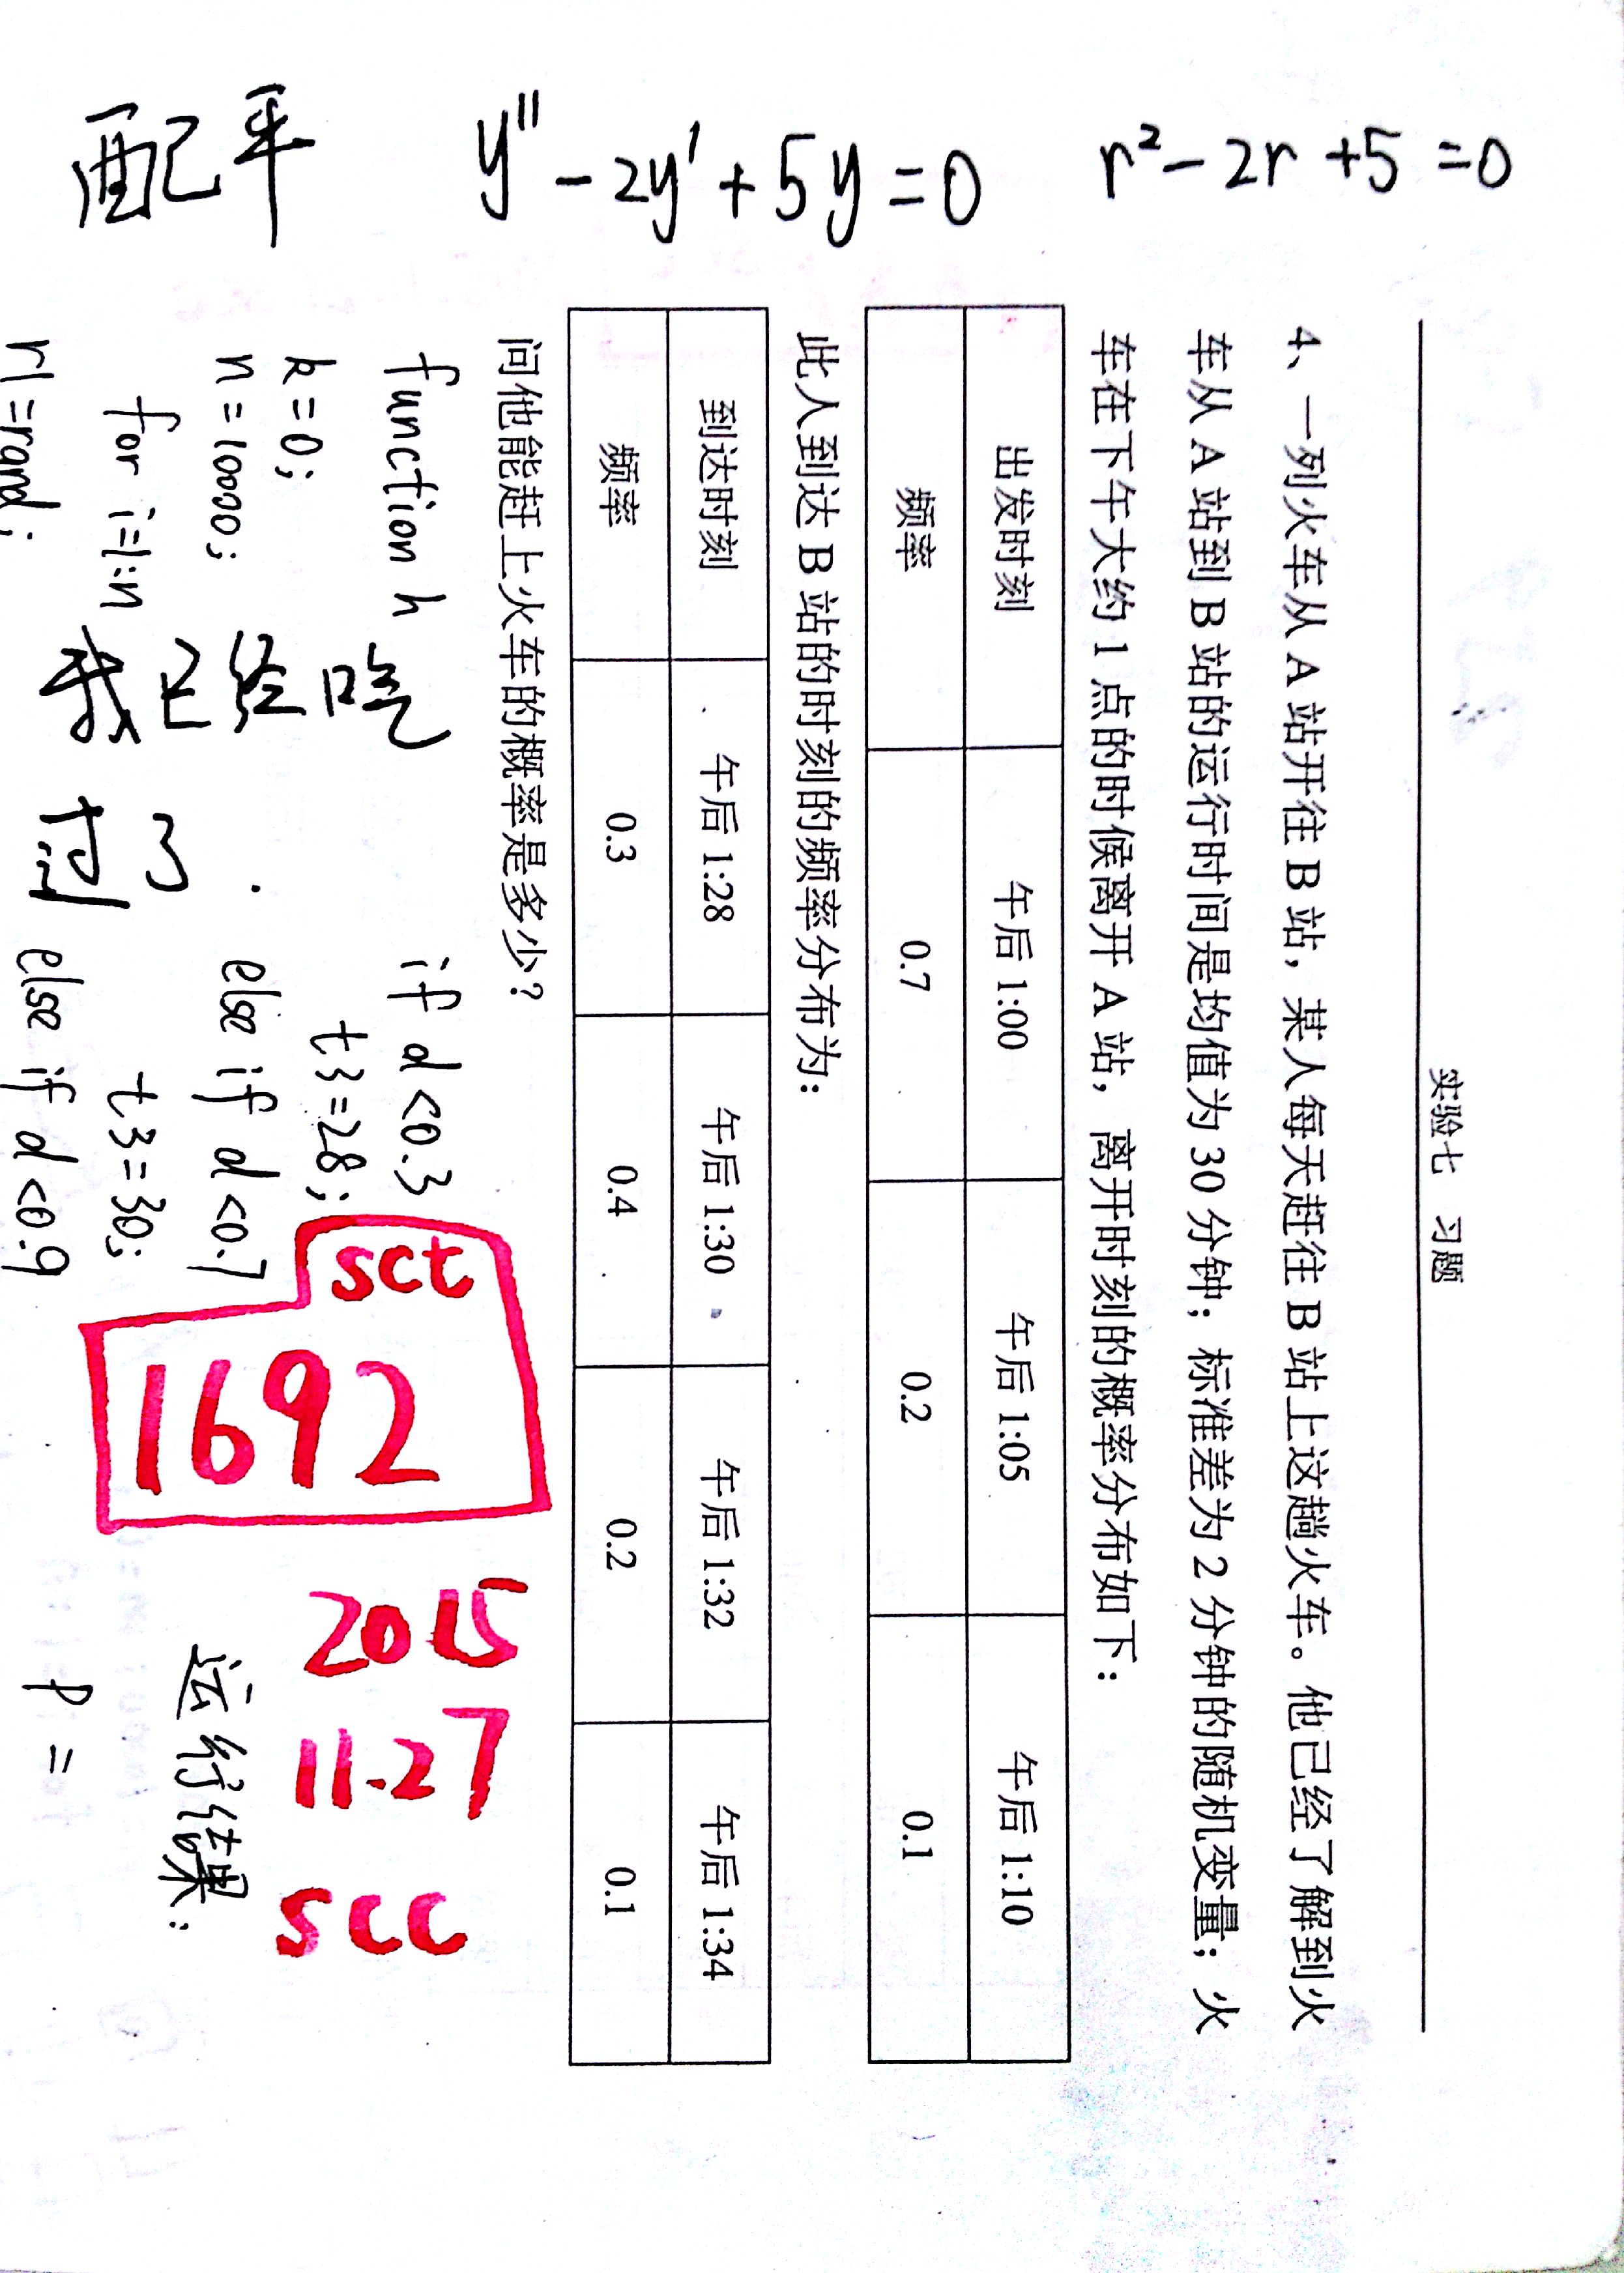 配平 y″-2y′+5y=0 r²-2r+5=0
实验七 习题
4、一列火车从 A 站开往 B 站，某人每天赶往 B 站上这趟火车。他已经了解到火
车从 A 站到 B 站的运行时间是均值为 30 分钟；标准差为 2 分钟的随机变量；火
车在下午大约 1 点的时候离开 A 站，离开时刻的概率分布如下：
出发时刻 午后 1:00 午后 1:05 午后 1:10
频率 0.7 0.2 0.1
此人到达 B 站的时刻的频率分布为：
到达时刻 午后 1:28 午后 1:30 午后 1:32 午后 1:34
频率 0.3 0.4 0.2 0.1
问他能赶上火车的概率是多少？
function h
k=0;
n=10000;
for i=1:n
r1=rand;
我已经吃
过了.
if d<0.3
t3=28;
else if d<0.7
t3=30;
else if d<0.9
sct
1692
2015
11.27
scc
运行结果:
p =